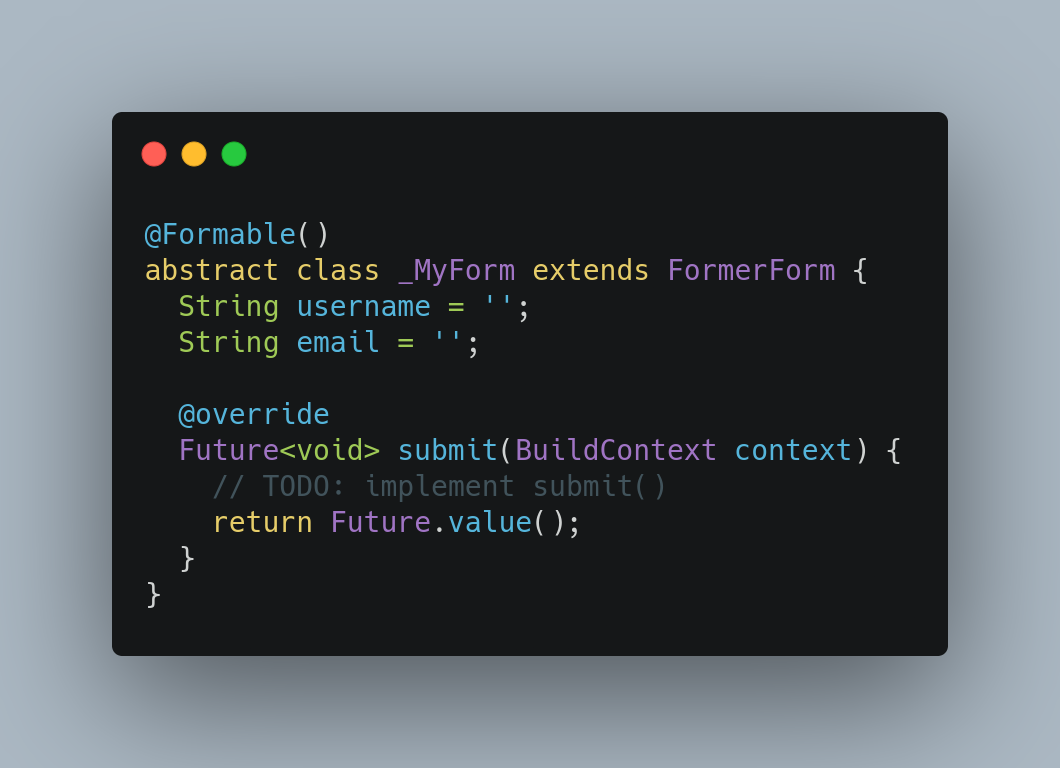 @Formable()
abstract class _MyForm extends FormerForm {
  String username = '';
  String email = '';

  @override
  Future<void> submit(BuildContext context) {
    // TODO: implement submit()
    return Future.value();
  }
}